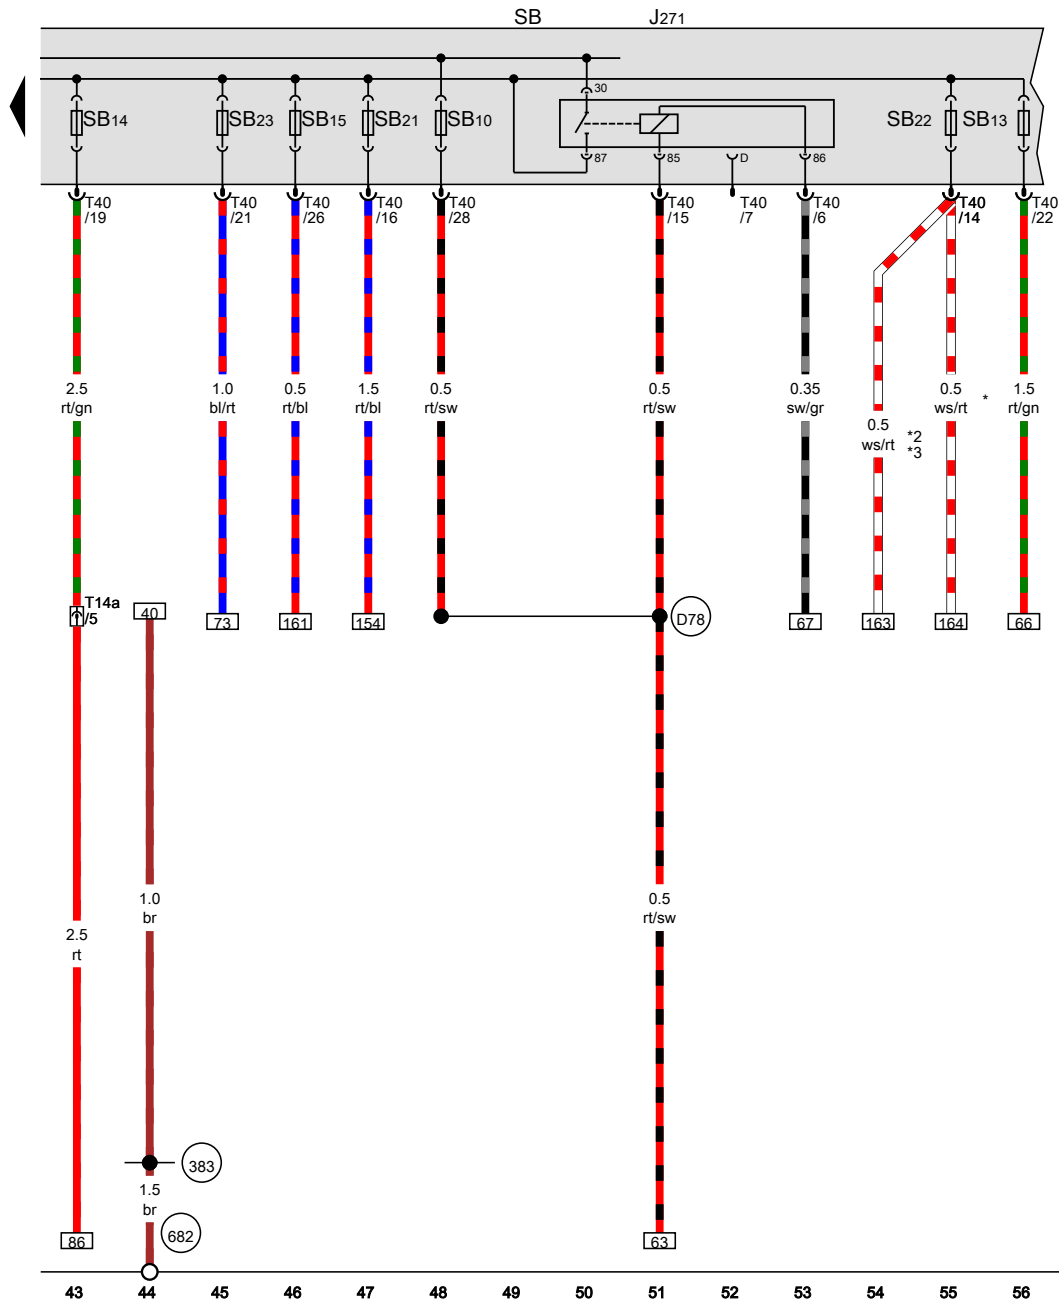 SB J271
30
SB14 SB23 SB15 SB21 SB10 SB22 SB13
87 85 D 86
T40 T40 T40 T40 T40 T40 T40 T40 T40 T40
/19 /21 /26 /16 /28 /15 /7 /6 /14 /22
2.5 1.0 0.5 1.5 0.5 0.5 0.35 0.5 * 1.5
rt/gn bl/rt rt/bl rt/bl rt/sw rt/sw sw/gr ws/rt rt/gn
0.5 *2
ws/rt *3
T14a
/5
40 73 161 154 D78 67 163 164 66
1.0 0.5
br rt/sw
2.5
rt
383
1.5
br
682
86 63
43 44 45 46 47 48 49 50 51 52 53 54 55 56